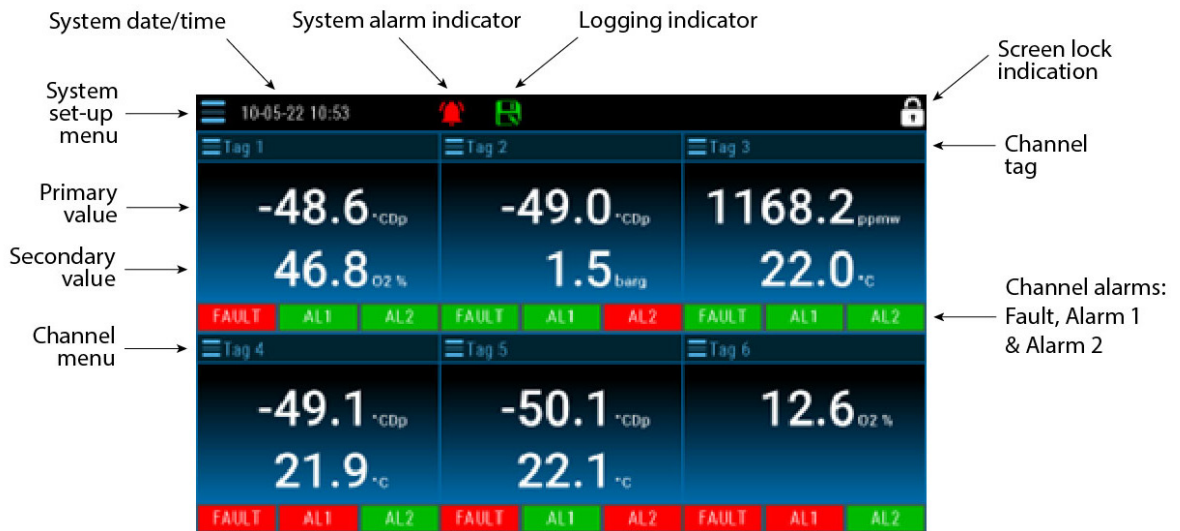 System date/time
System alarm indicator
Logging indicator
Screen lock
indication
System
set-up
menu
10-05-22 10:53
Tag 1
Tag 2
Tag 3
Channel
tag
Primary
value
-48.6 °CDp
-49.0 °CDp
1168.2 ppmw
Secondary
value
46.8 O2 %
1.5 barg
22.0 °C
Channel alarms:
Fault, Alarm 1
& Alarm 2
FAULT AL1 AL2 FAULT AL1 AL2 FAULT AL1 AL2
Channel
menu
Tag 4
Tag 5
Tag 6
-49.1 °CDp
-50.1 °CDp
12.6 O2 %
21.9 °C
22.1 °C
FAULT AL1 AL2 FAULT AL1 AL2 FAULT AL1 AL2